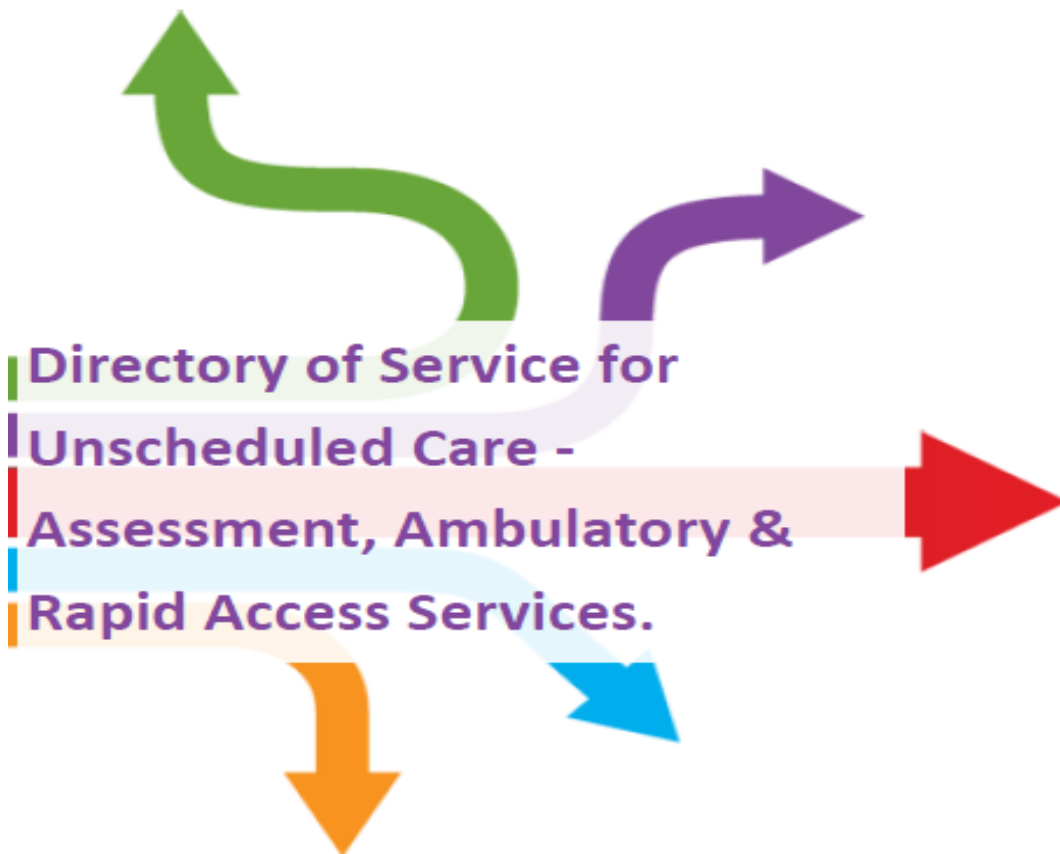 Directory of Service for
Unscheduled Care -
Assessment, Ambulatory &
Rapid Access Services.